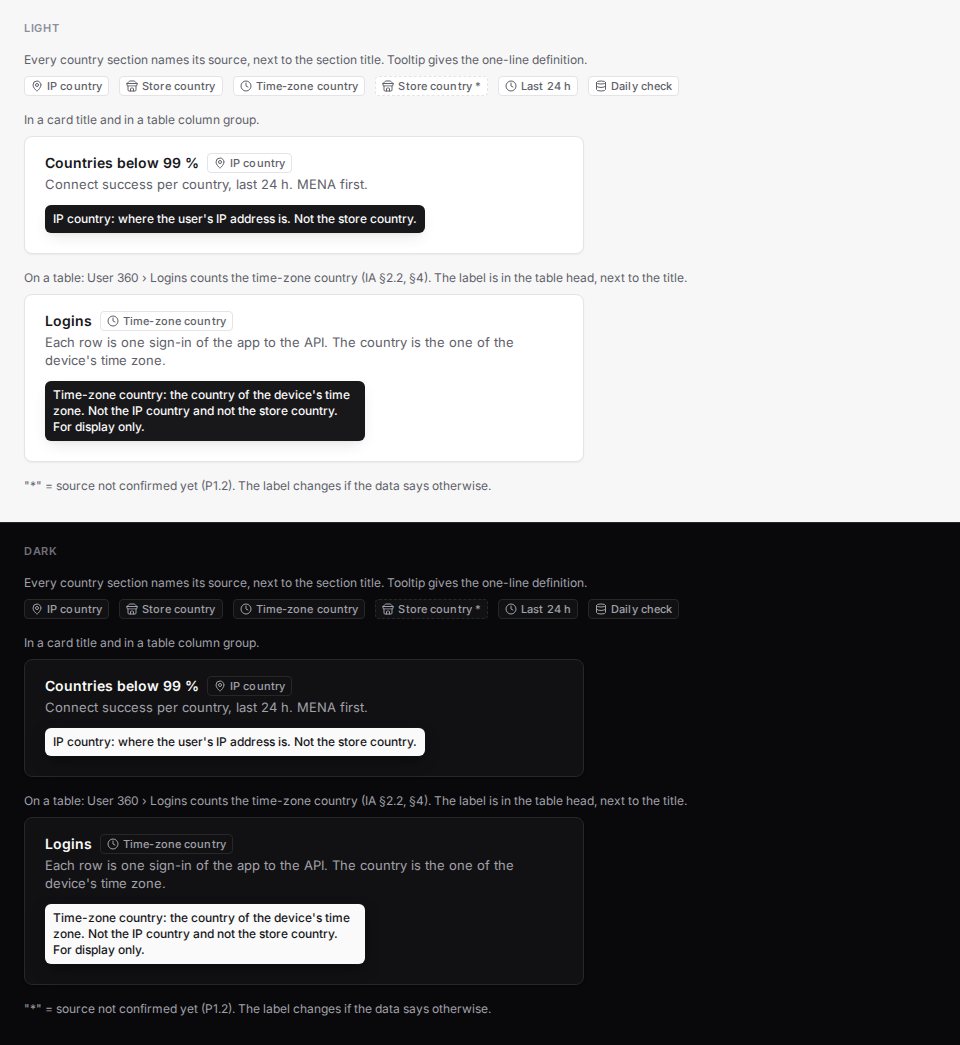 LIGHT
Every country section names its source, next to the section title. Tooltip gives the one-line definition.
IP country Store country Time-zone country Store country * Last 24 h Daily check
In a card title and in a table column group.
Countries below 99 % IP country
Connect success per country, last 24 h. MENA first.
IP country: where the user's IP address is. Not the store country.
On a table: User 360 › Logins counts the time-zone country (IA §2.2, §4). The label is in the table head, next to the title.
Logins Time-zone country
Each row is one sign-in of the app to the API. The country is the one of the
device's time zone.
Time-zone country: the country of the device's time
zone. Not the IP country and not the store country.
For display only.
"*" = source not confirmed yet (P1.2). The label changes if the data says otherwise.
DARK
Every country section names its source, next to the section title. Tooltip gives the one-line definition.
IP country Store country Time-zone country Store country * Last 24 h Daily check
In a card title and in a table column group.
Countries below 99 % IP country
Connect success per country, last 24 h. MENA first.
IP country: where the user's IP address is. Not the store country.
On a table: User 360 › Logins counts the time-zone country (IA §2.2, §4). The label is in the table head, next to the title.
Logins Time-zone country
Each row is one sign-in of the app to the API. The country is the one of the
device's time zone.
Time-zone country: the country of the device's time
zone. Not the IP country and not the store country.
For display only.
"*" = source not confirmed yet (P1.2). The label changes if the data says otherwise.